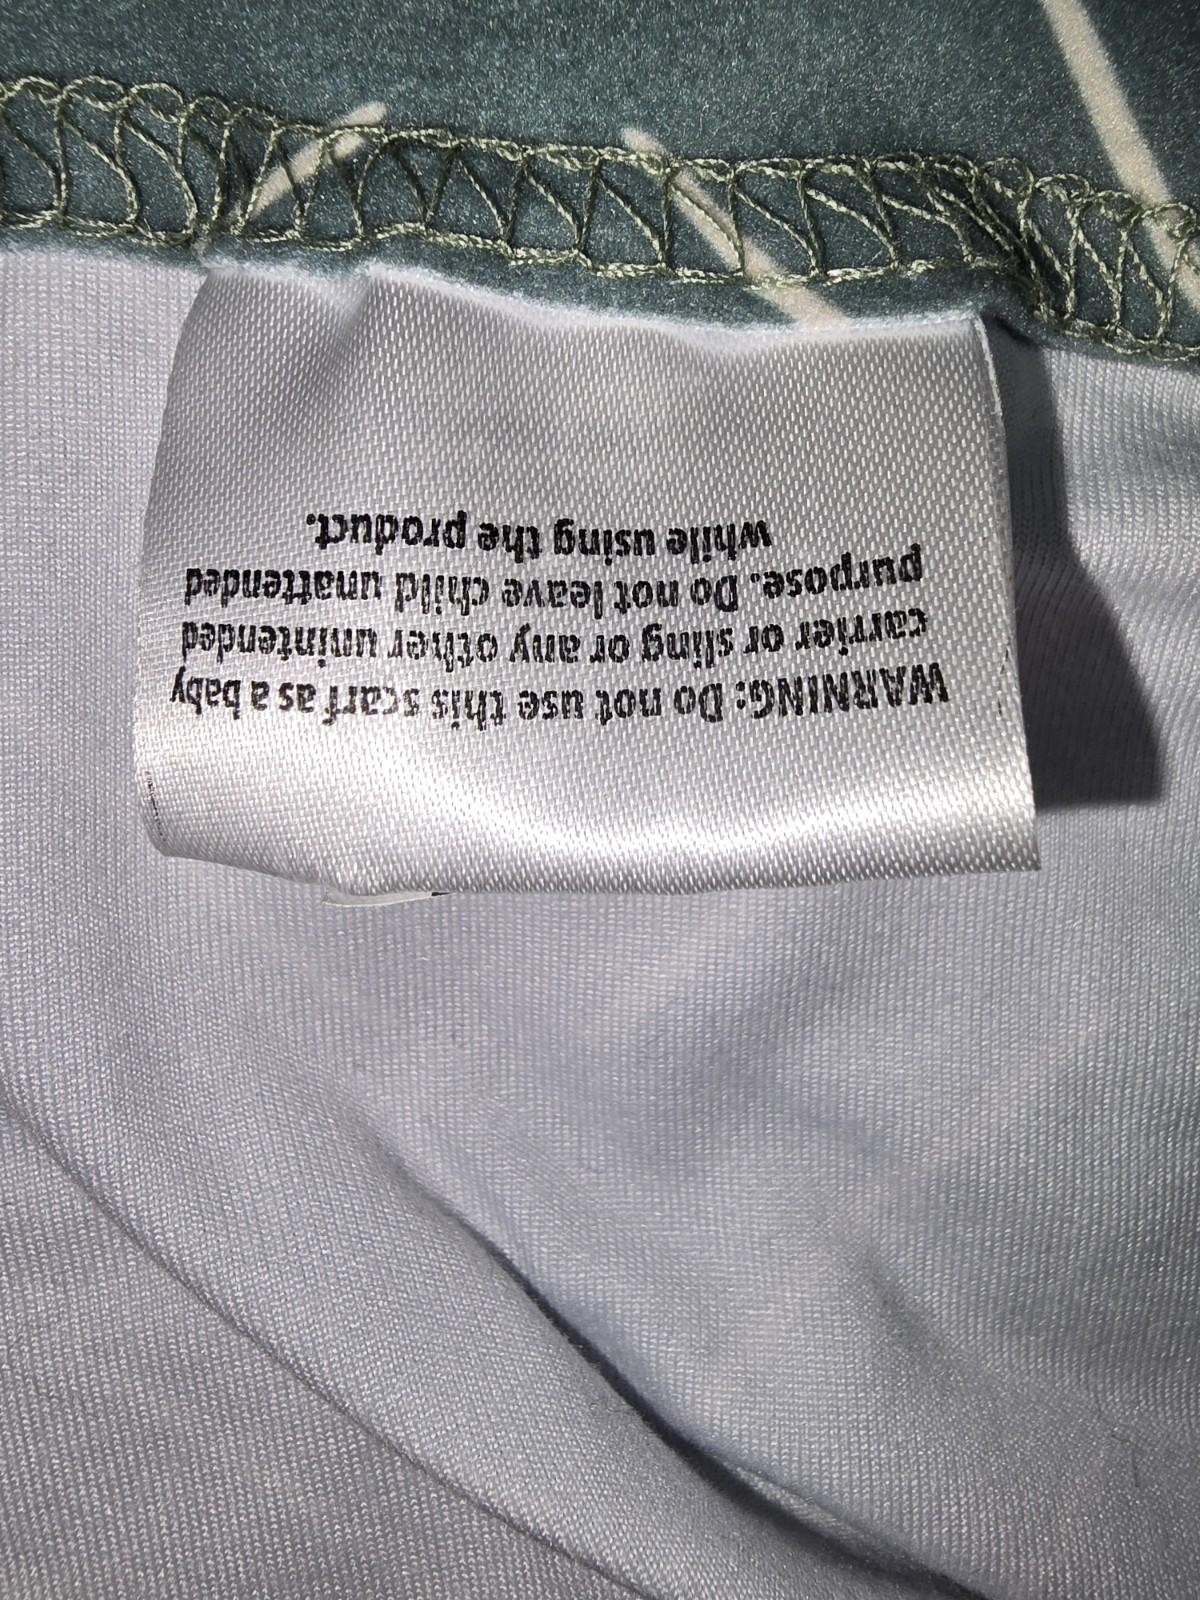 WARNING: Do not use this scarf as a baby
carrier or sling or any other unintended
purpose. Do not leave child unattended
while using the product.